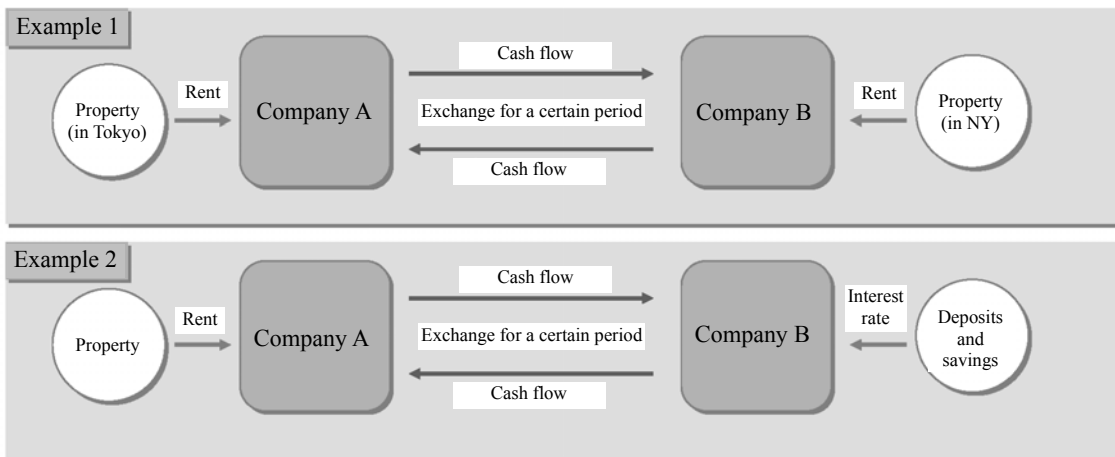 Example 1
Property
(in Tokyo)
Rent
Company A
Cash flow
Exchange for a certain period
Cash flow
Company B
Rent
Property
(in NY)
Example 2
Property
Rent
Company A
Cash flow
Exchange for a certain period
Cash flow
Company B
Interest
rate
Deposits
and
savings